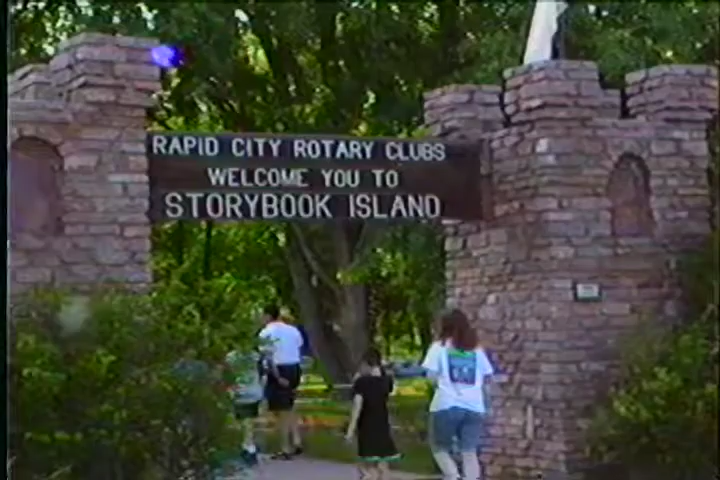 RAPID CITY ROTARY CLUBS
WELCOME YOU TO
STORYBOOK ISLAND